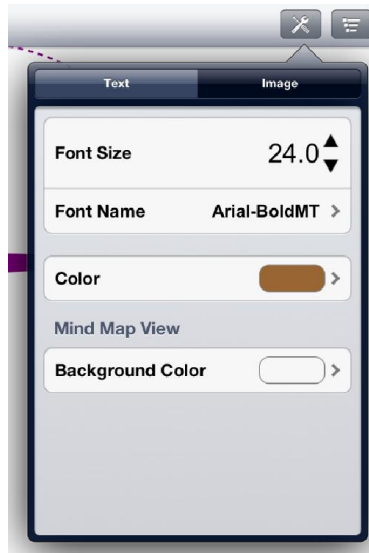 Text Image
Font Size 24.0
Font Name Arial-BoldMT >
Color >
Mind Map View
Background Color >